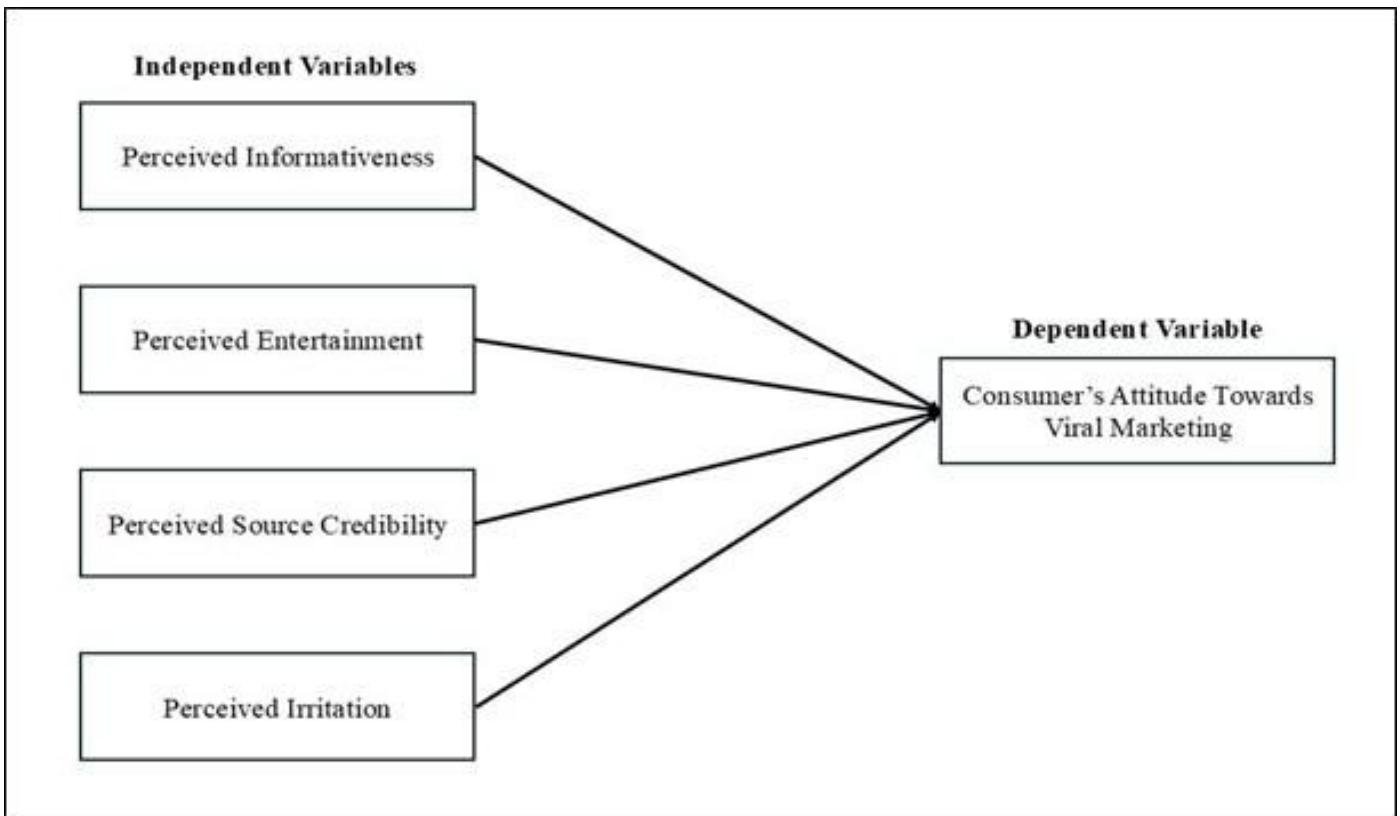 Independent Variables
Perceived Informativeness
Perceived Entertainment
Perceived Source Credibility
Perceived Irritation
Dependent Variable
Consumer’s Attitude Towards
Viral Marketing